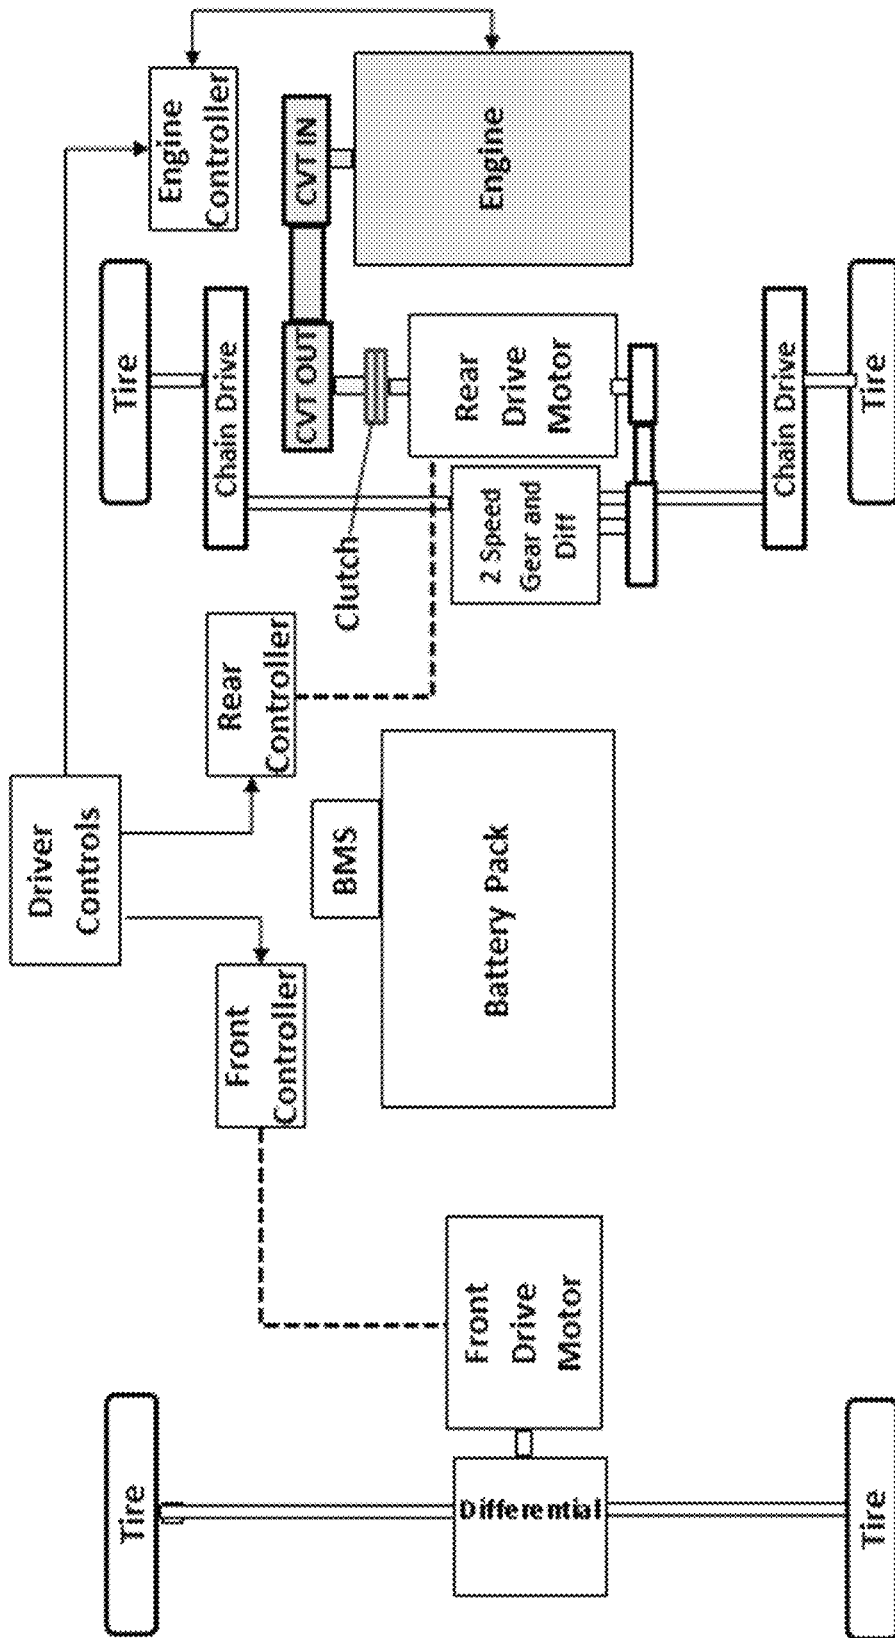 Driver
Controls
Engine
Controller
Front
Controller
Rear
Controller
BMS
Battery Pack
Clutch
CVT OUT
CVT IN
Engine
Rear
Drive
Motor
2 Speed
Gear and
Diff
Chain Drive
Chain Drive
Tire
Tire
Front
Drive
Motor
Differential
Tire
Tire